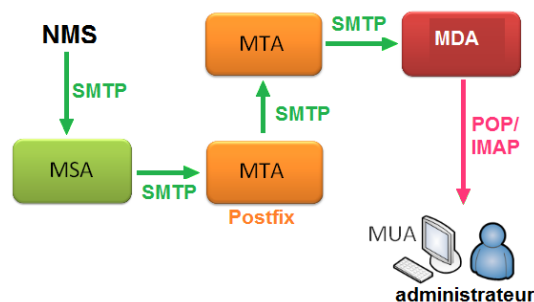 NMS
SMTP
MSA
SMTP
MTA
Postfix
SMTP
MTA
SMTP
MDA
POP/
IMAP
MUA
administrateur